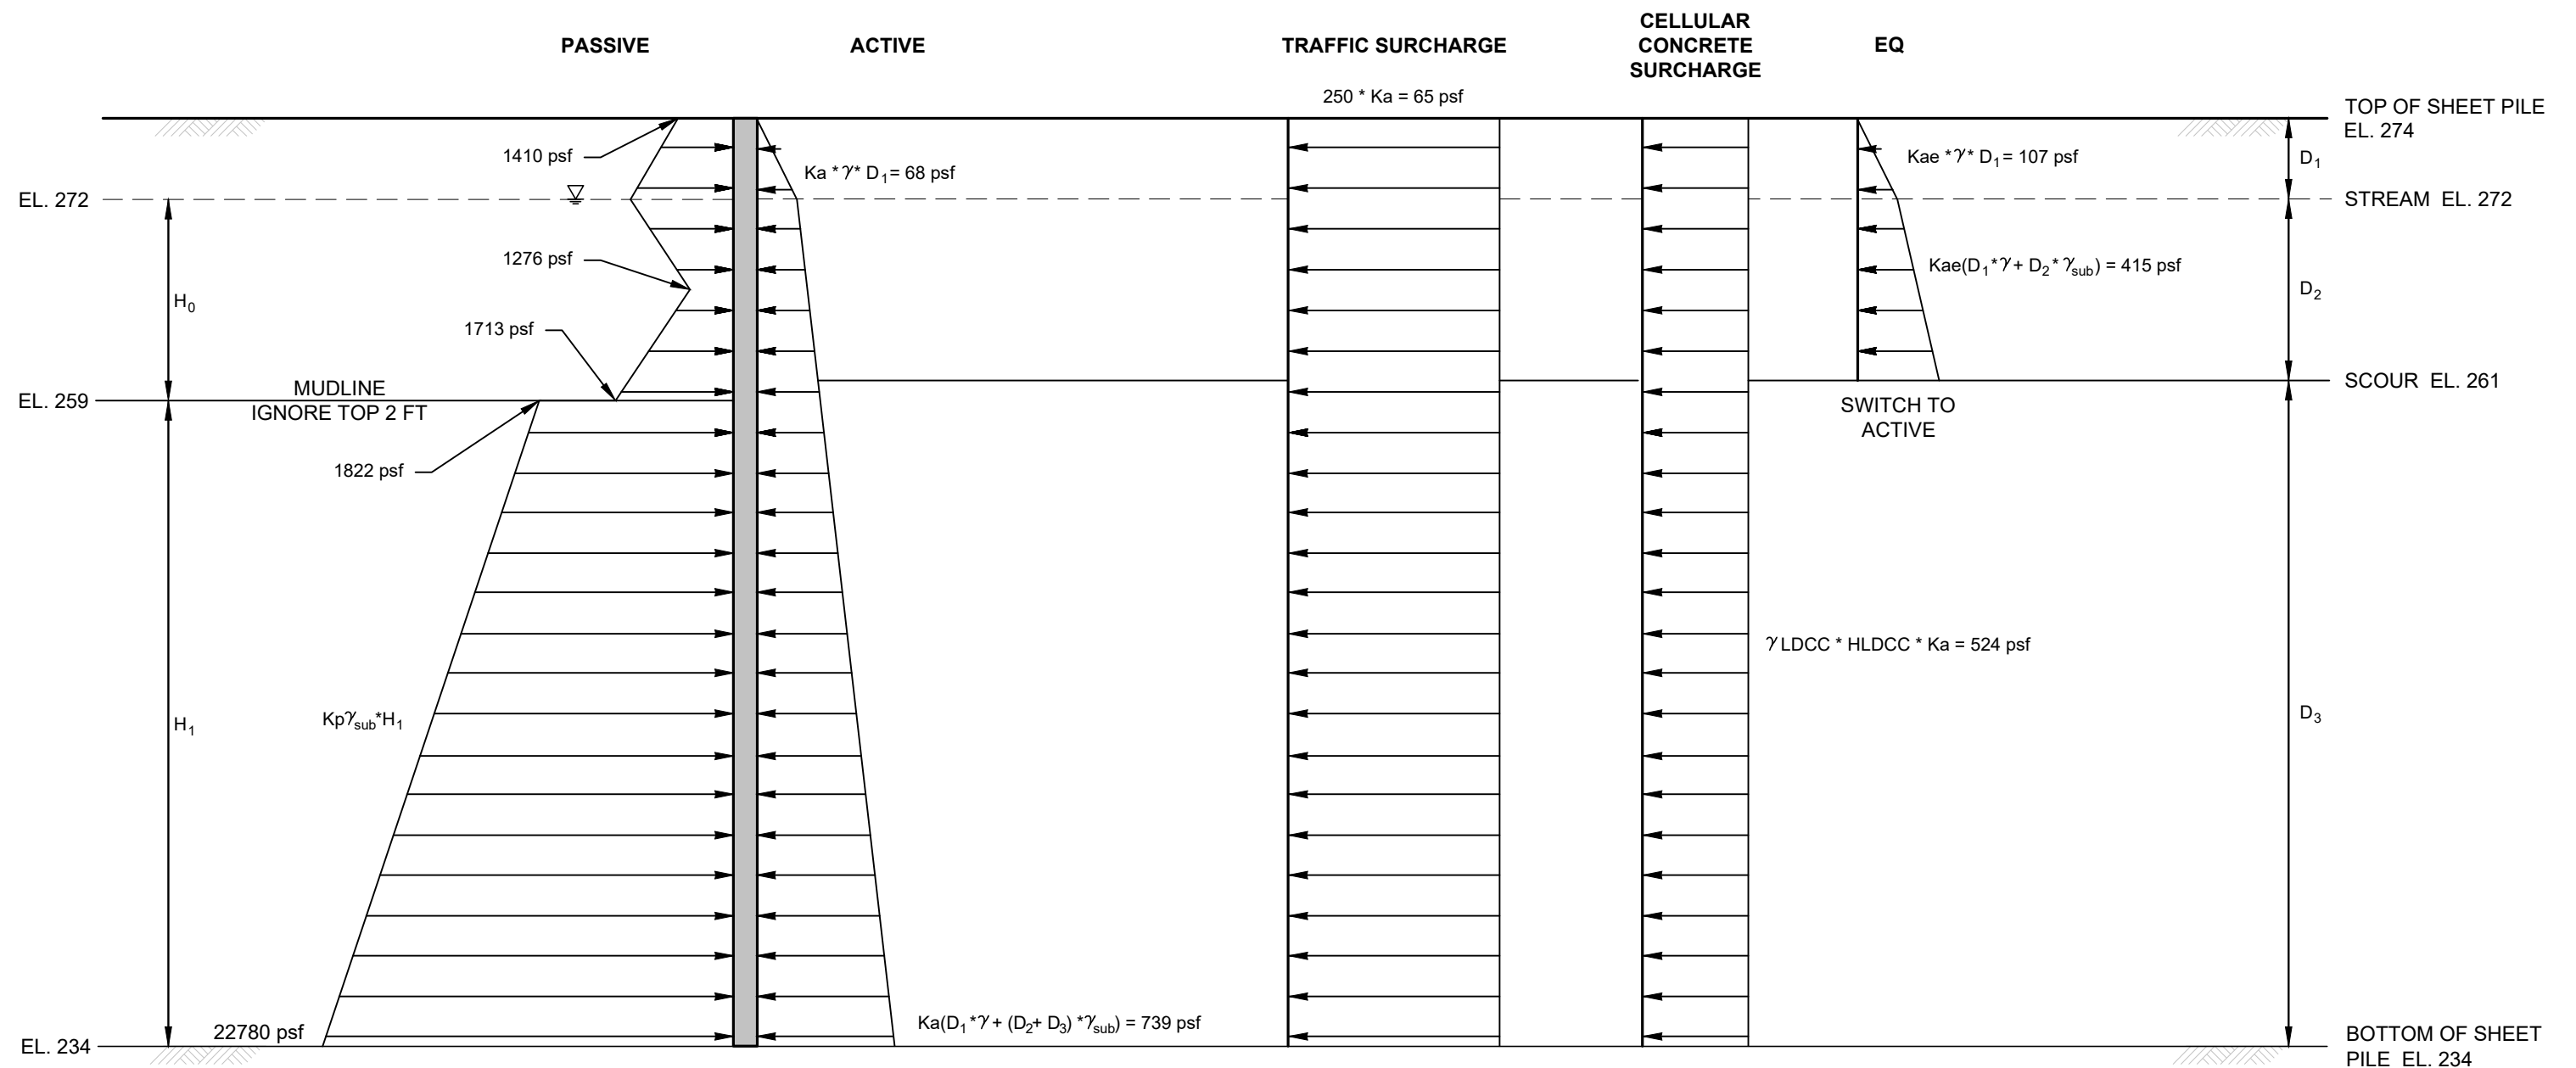 PASSIVE
ACTIVE
TRAFFIC SURCHARGE
CELLULAR
CONCRETE
SURCHARGE
EQ
250 * Ka = 65 psf
TOP OF SHEET PILE
EL. 274
1410 psf
Ka * γ * D1 = 68 psf
Kae * γ * D1 = 107 psf
D1
EL. 272
STREAM EL. 272
1276 psf
Kae(D1 * γ + D2 * γsub) = 415 psf
H0
D2
1713 psf
MUDLINE
EL. 259
IGNORE TOP 2 FT
SCOUR EL. 261
SWITCH TO
ACTIVE
1822 psf
γ LDCC * HLDCC * Ka = 524 psf
Kpγsub*H1
H1
D3
22780 psf
Ka(D1 * γ + (D2 + D3) * γsub) = 739 psf
EL. 234
BOTTOM OF SHEET
PILE EL. 234